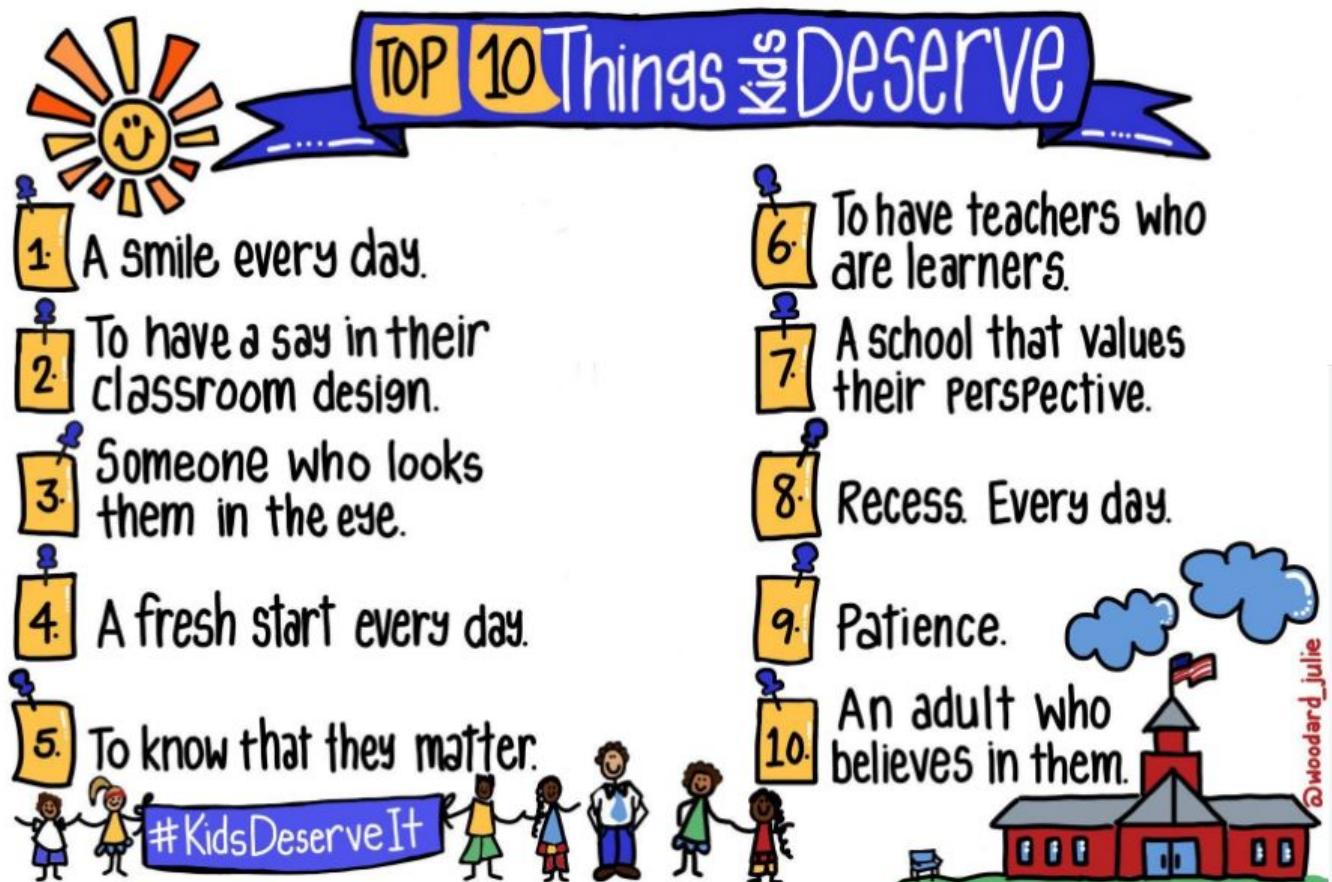 TOP 10 Things Kids Deserve
1. A smile every day.
2. To have a say in their
classroom design.
3. Someone who looks
them in the eye.
4. A fresh start every day.
5. To know that they matter.
#KidsDeserveIt
6. To have teachers who
are learners.
7. A school that values
their perspective.
8. Recess. Every day.
9. Patience.
10. An adult who
believes in them.
@woodard_julie